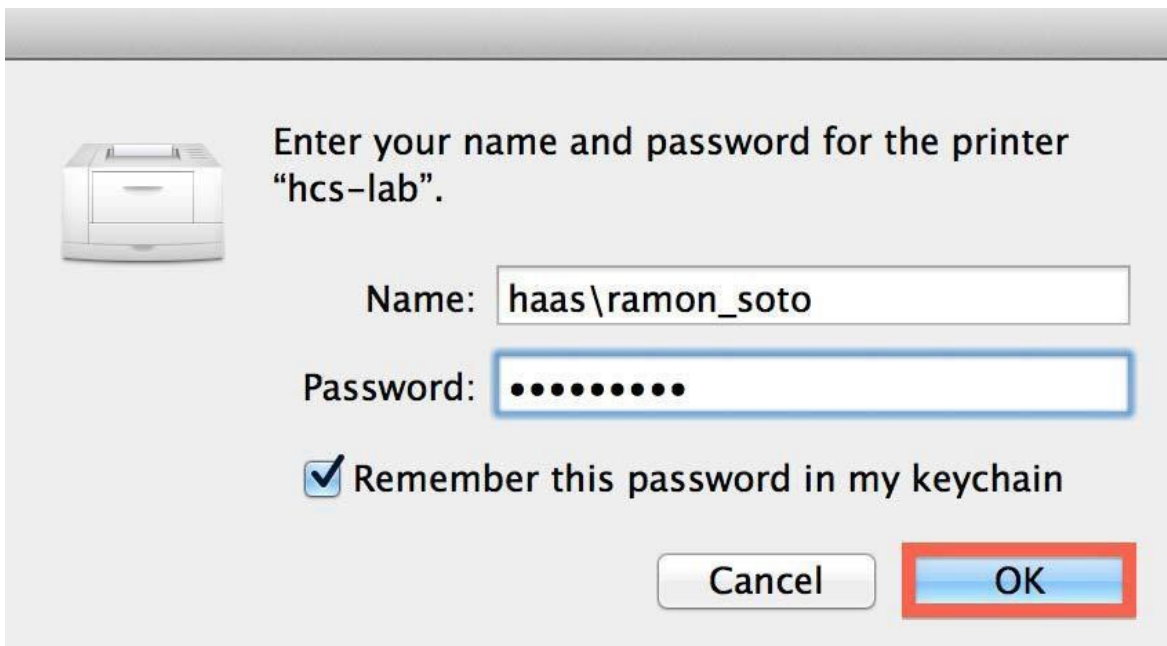 Enter your name and password for the printer
“hcs-lab”.
Name: haas\ramon_soto
Password: •••••••••
Remember this password in my keychain
Cancel OK